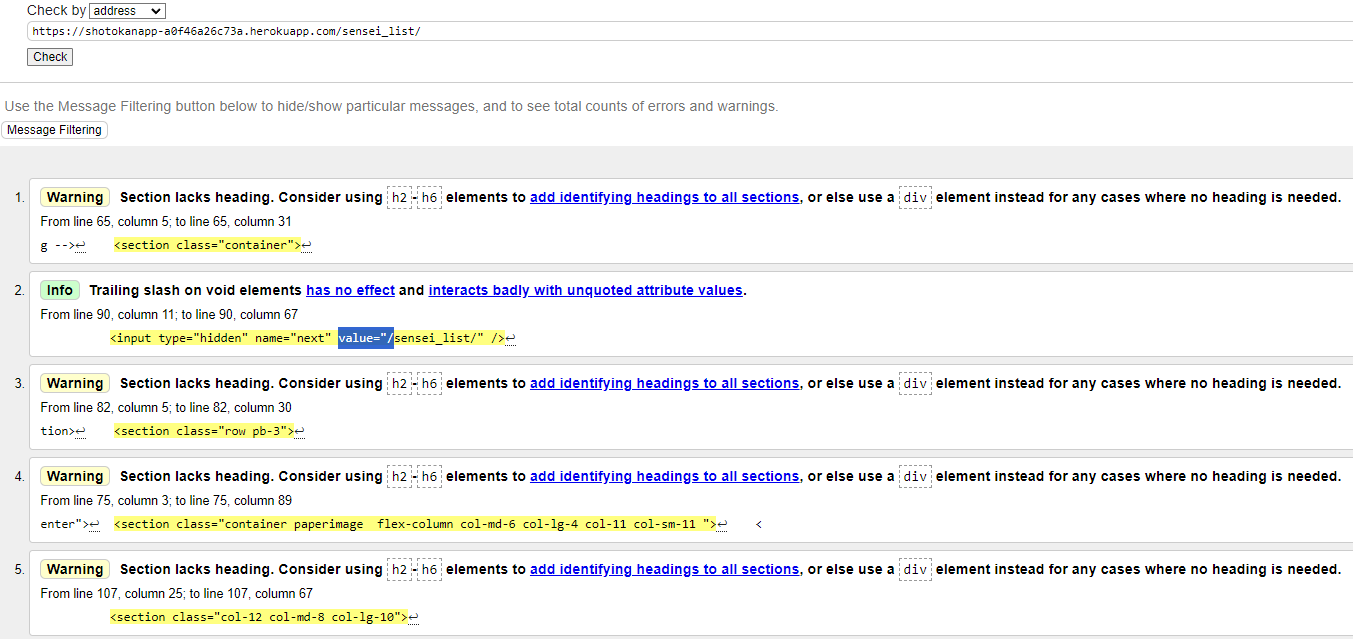 Check by address
https://shotokanapp-a0f46a26c73a.herokuapp.com/sensei_list/
Check
Use the Message Filtering button below to hide/show particular messages, and to see total counts of errors and warnings.
Message Filtering
1. Warning Section lacks heading. Consider using h2-h6 elements to add identifying headings to all sections, or else use a div element instead for any cases where no heading is needed.
From line 65, column 5; to line 65, column 31
g -->↩ <section class="container">↩
2. Info Trailing slash on void elements has no effect and interacts badly with unquoted attribute values.
From line 90, column 11; to line 90, column 67
<input type="hidden" name="next" value="/sensei_list/" />↩
3. Warning Section lacks heading. Consider using h2-h6 elements to add identifying headings to all sections, or else use a div element instead for any cases where no heading is needed.
From line 82, column 5; to line 82, column 30
tion>↩ <section class="row pb-3">↩
4. Warning Section lacks heading. Consider using h2-h6 elements to add identifying headings to all sections, or else use a div element instead for any cases where no heading is needed.
From line 75, column 3; to line 75, column 89
enter">↩ <section class="container paperimage  flex-column col-md-6 col-lg-4 col-11 col-sm-11 ">↩ <
5. Warning Section lacks heading. Consider using h2-h6 elements to add identifying headings to all sections, or else use a div element instead for any cases where no heading is needed.
From line 107, column 25; to line 107, column 67
<section class="col-12 col-md-8 col-lg-10">↩